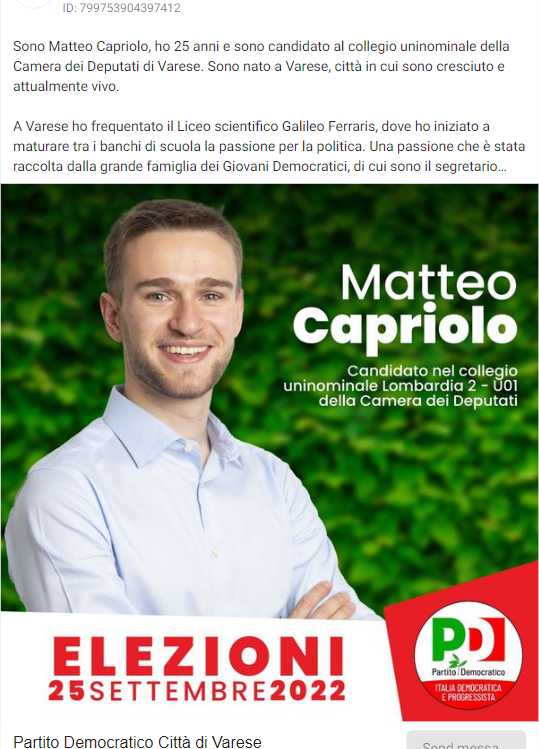 ID: 799753904397412
Sono Matteo Capriolo, ho 25 anni e sono candidato al collegio uninominale della
Camera dei Deputati di Varese. Sono nato a Varese, città in cui sono cresciuto e
attualmente vivo.
A Varese ho frequentato il Liceo scientifico Galileo Ferraris, dove ho iniziato a
maturare tra i banchi di scuola la passione per la politica. Una passione che è stata
raccolta dalla grande famiglia dei Giovani Democratici, di cui sono il segretario...
Matteo
Capriolo
Candidato nel collegio
uninominale Lombardia 2 - U01
della Camera dei Deputati
ELEZIONI
25SETTEMBRE2022
PD
Partito Democratico
ITALIA DEMOCRATICA
E PROGRESSISTA
Partito Democratico Città di Varese
Send messa